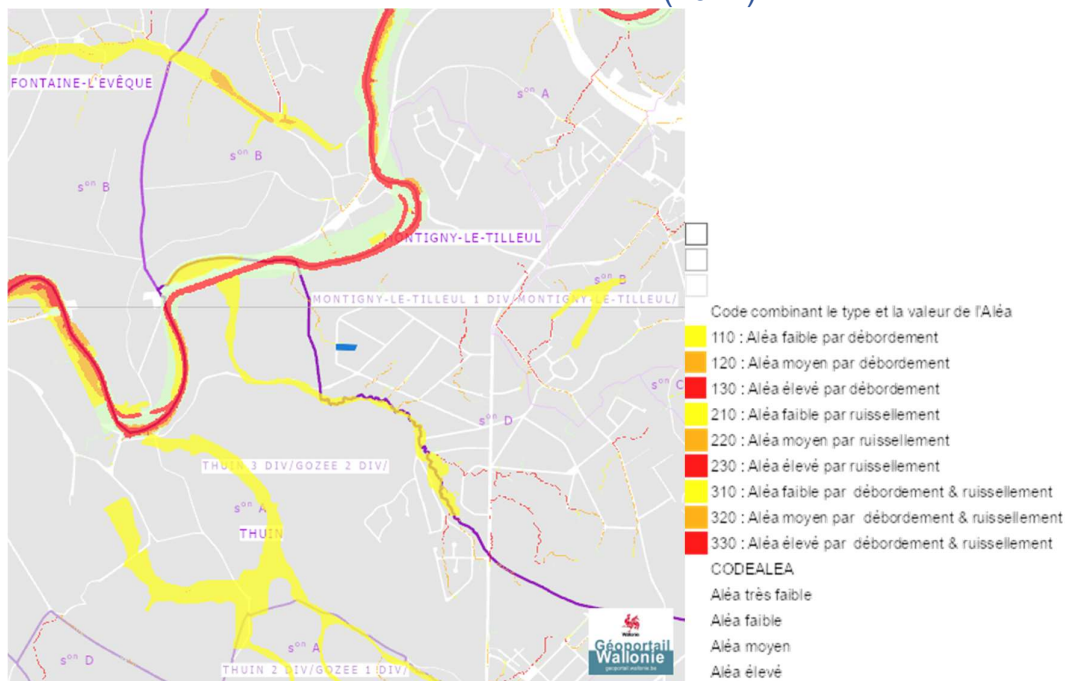 FONTAINE-L'EVÊQUE
sᵒⁿ A
sᵒⁿ B
sᵒⁿ B
MONTIGNY-LE-TILLEUL
sᵒⁿ B
MONTIGNY-LE-TILLEUL 1 DIV/MONTIGNY-LE-TILLEUL/
sᵒⁿ C
sᵒⁿ D
THUIN 3 DIV/GOZEE 2 DIV/
sᵒⁿ A
THUIN
sᵒⁿ A
sᵒⁿ D
THUIN 2 DIV/GOZEE 1 DIV/
Wallonie
Géoportail
Wallonie
geoportail.wallonie.be
Code combinant le type et la valeur de l'Aléa
110 : Aléa faible par débordement
120 : Aléa moyen par débordement
130 : Aléa élevé par débordement
210 : Aléa faible par ruissellement
220 : Aléa moyen par ruissellement
230 : Aléa élevé par ruissellement
310 : Aléa faible par débordement & ruissellement
320 : Aléa moyen par débordement & ruissellement
330 : Aléa élevé par débordement & ruissellement
CODEALEA
Aléa très faible
Aléa faible
Aléa moyen
Aléa élevé